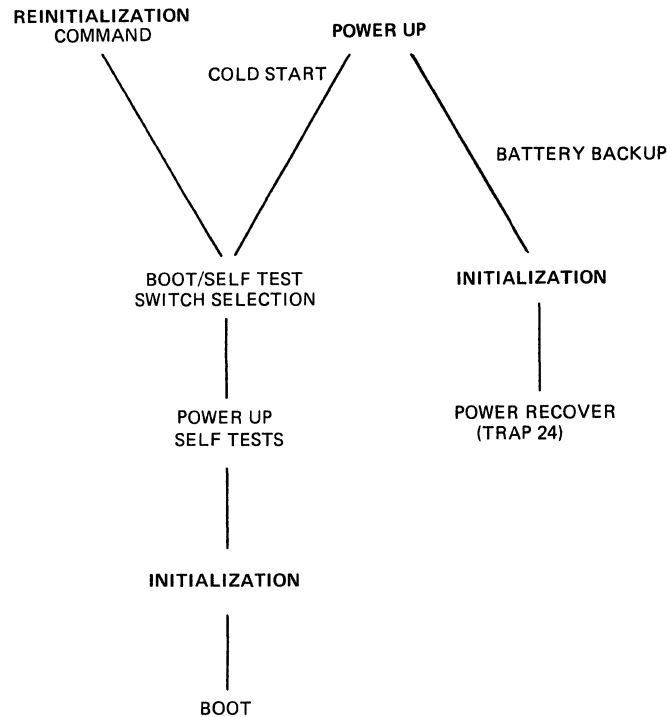 REINITIALIZATION
COMMAND
POWER UP
COLD START
BATTERY BACKUP
BOOT/SELF TEST
SWITCH SELECTION
INITIALIZATION
POWER UP
SELF TESTS
POWER RECOVER
(TRAP 24)
INITIALIZATION
BOOT